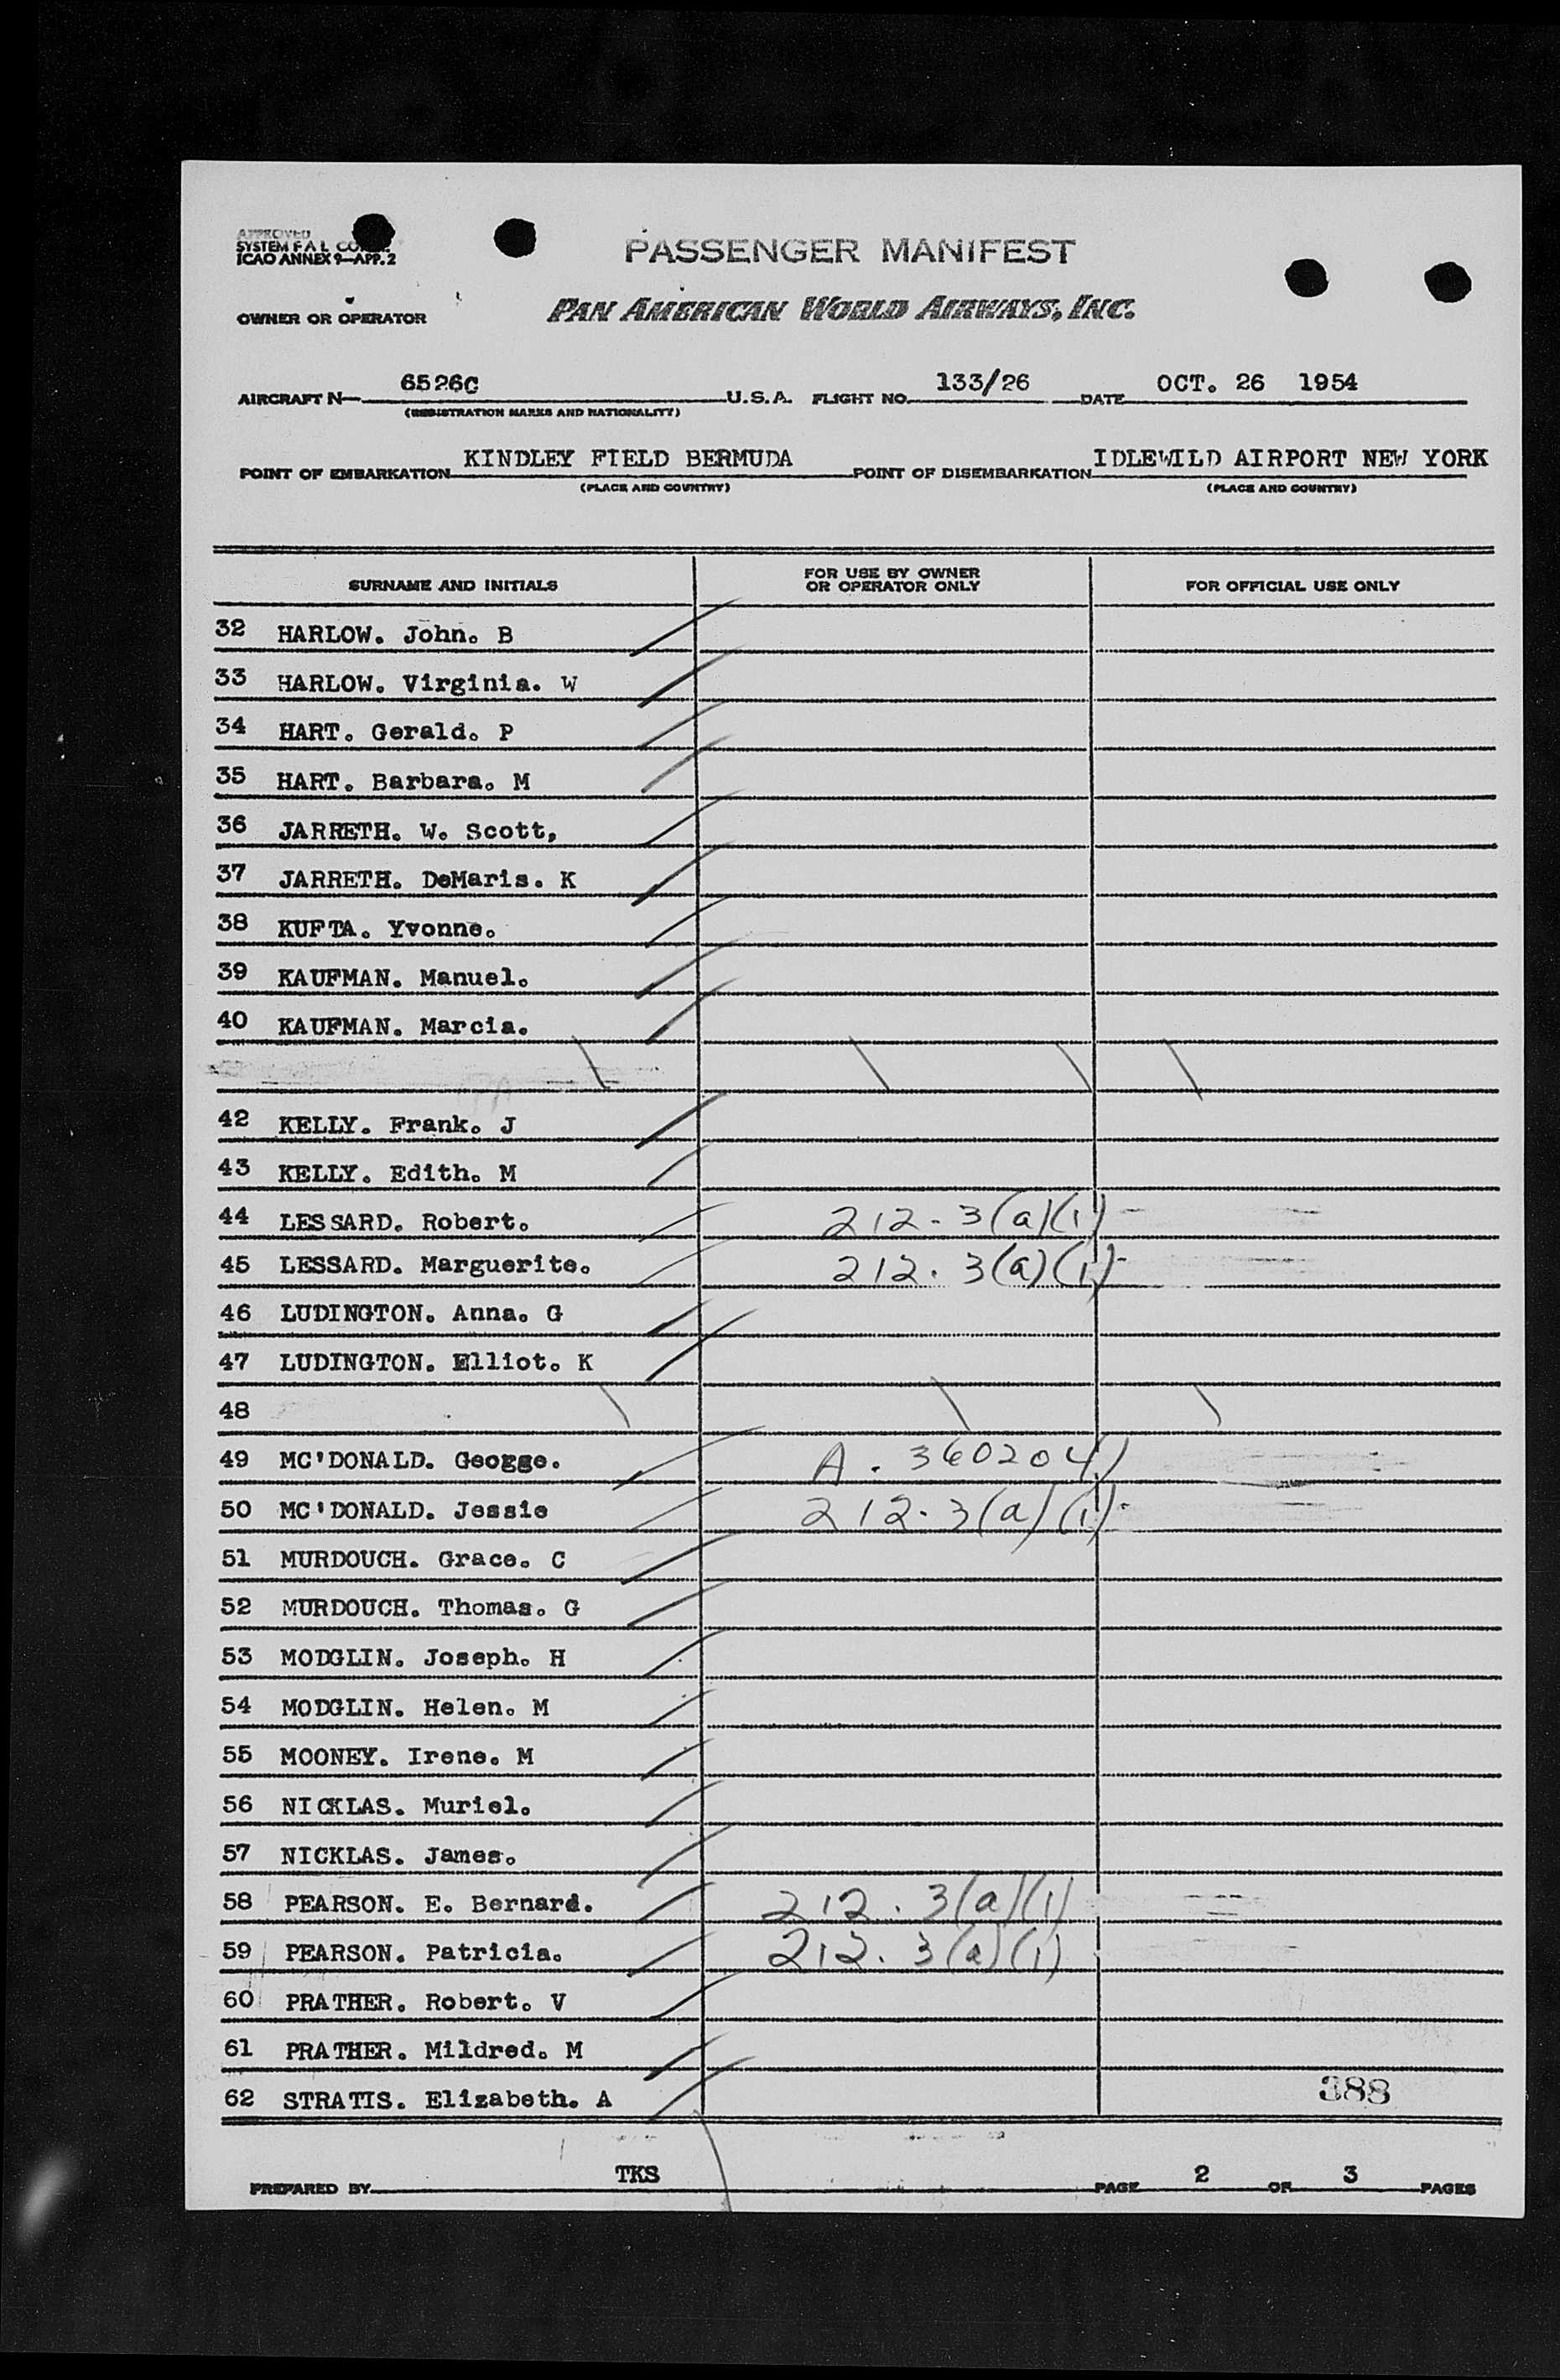 APPROVED
SYSTEM F A L
ICAO ANNEX 9—APP. 2
PASSENGER MANIFEST
OWNER OR OPERATOR PAN AMERICAN WORLD AIRWAYS, INC.
AIRCRAFT N— 6526C U.S.A. FLIGHT NO. 133/26 DATE OCT. 26 1954
(REGISTRATION MARKS AND NATIONALITY)
POINT OF EMBARKATION KINDLEY FIELD BERMUDA POINT OF DISEMBARKATION IDLEWILD AIRPORT NEW YORK
(PLACE AND COUNTRY) (PLACE AND COUNTRY)
SURNAME AND INITIALS FOR USE BY OWNER OR OPERATOR ONLY FOR OFFICIAL USE ONLY
32 HARLOW. John. B
33 HARLOW. Virginia. W
34 HART. Gerald. P
35 HART. Barbara. M
36 JARRETH. W. Scott,
37 JARRETH. DeMaris. K
38 KUFTA. Yvonne.
39 KAUFMAN. Manuel.
40 KAUFMAN. Marcia.
42 KELLY. Frank. J
43 KELLY. Edith. M
44 LESSARD. Robert. 212. 3(a)(1)
45 LESSARD. Marguerite. 212. 3(a)(1)
46 LUDINGTON. Anna. G
47 LUDINGTON. Elliot. K
48
49 MC'DONALD. Geogge. A. 3602041
50 MC'DONALD. Jessie 212. 3(a)(1)
51 MURDOUCH. Grace. C
52 MURDOUCH. Thomas. G
53 MODGLIN. Joseph. H
54 MODGLIN. Helen. M
55 MOONEY. Irene. M
56 NICKLAS. Muriel.
57 NICKLAS. James.
58 PEARSON. E. Bernard. 212. 3(a)(1)
59 PEARSON. Patricia. 212. 3(a)(1)
60 PRATHER. Robert. V
61 PRATHER. Mildred. M
62 STRATIS. Elizabeth. A 388
PREPARED BY TKS PAGE 2 OF 3 PAGES